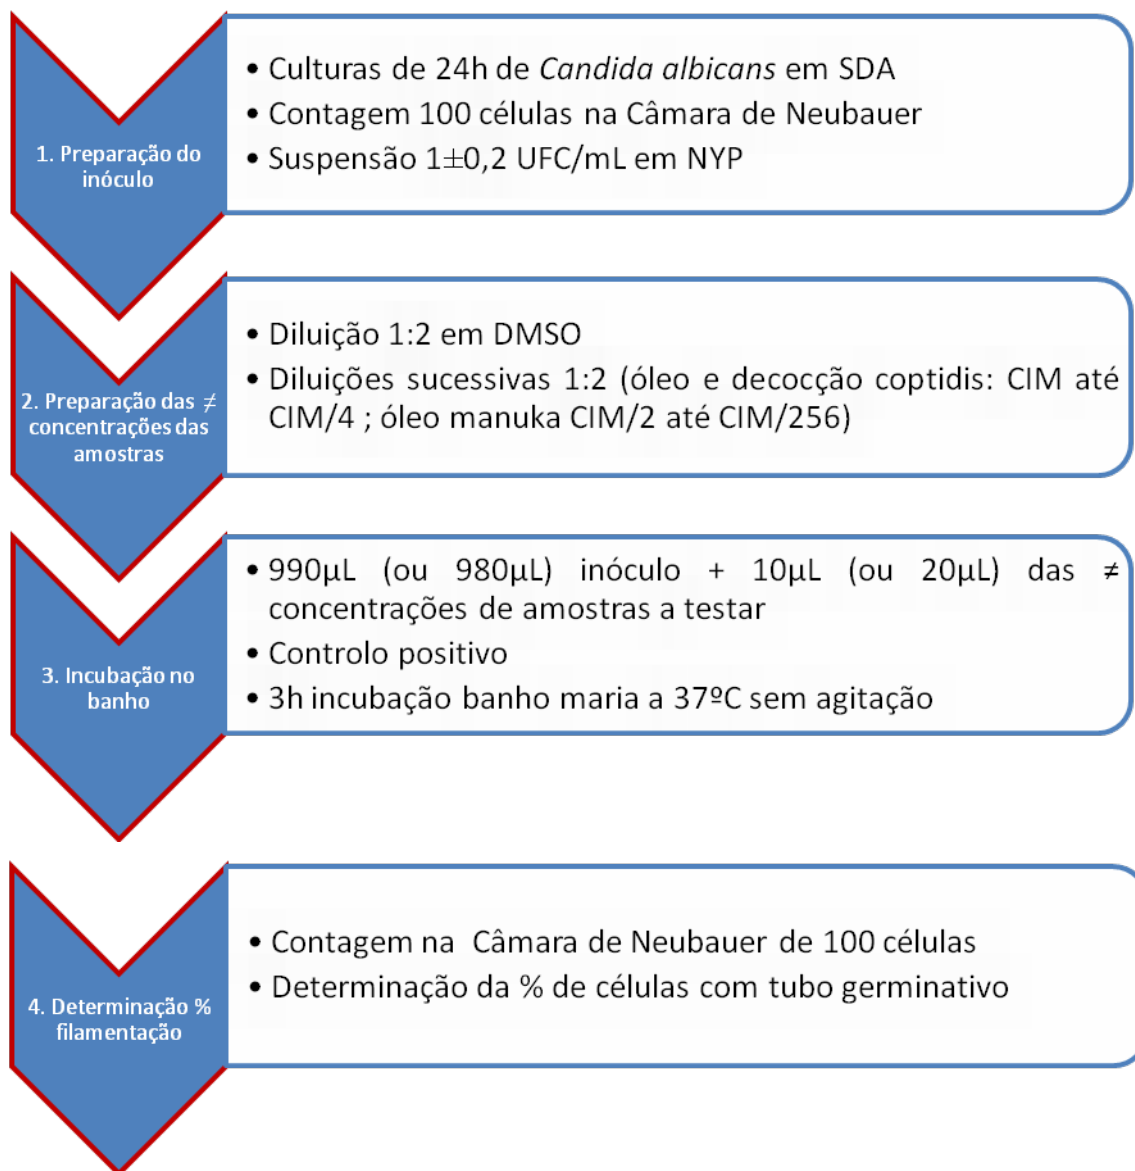 1. Preparação do
inóculo
• Culturas de 24h de Candida albicans em SDA
• Contagem 100 células na Câmara de Neubauer
• Suspensão 1±0,2 UFC/mL em NYP
2. Preparação das ≠
concentrações das
amostras
• Diluição 1:2 em DMSO
• Diluições sucessivas 1:2 (óleo e decocção coptidis: CIM até
CIM/4 ; óleo manuka CIM/2 até CIM/256)
3. Incubação no
banho
• 990µL (ou 980µL) inóculo + 10µL (ou 20µL) das ≠
concentrações de amostras a testar
• Controlo positivo
• 3h incubação banho maria a 37ºC sem agitação
4. Determinação %
filamentação
• Contagem na Câmara de Neubauer de 100 células
• Determinação da % de células com tubo germinativo